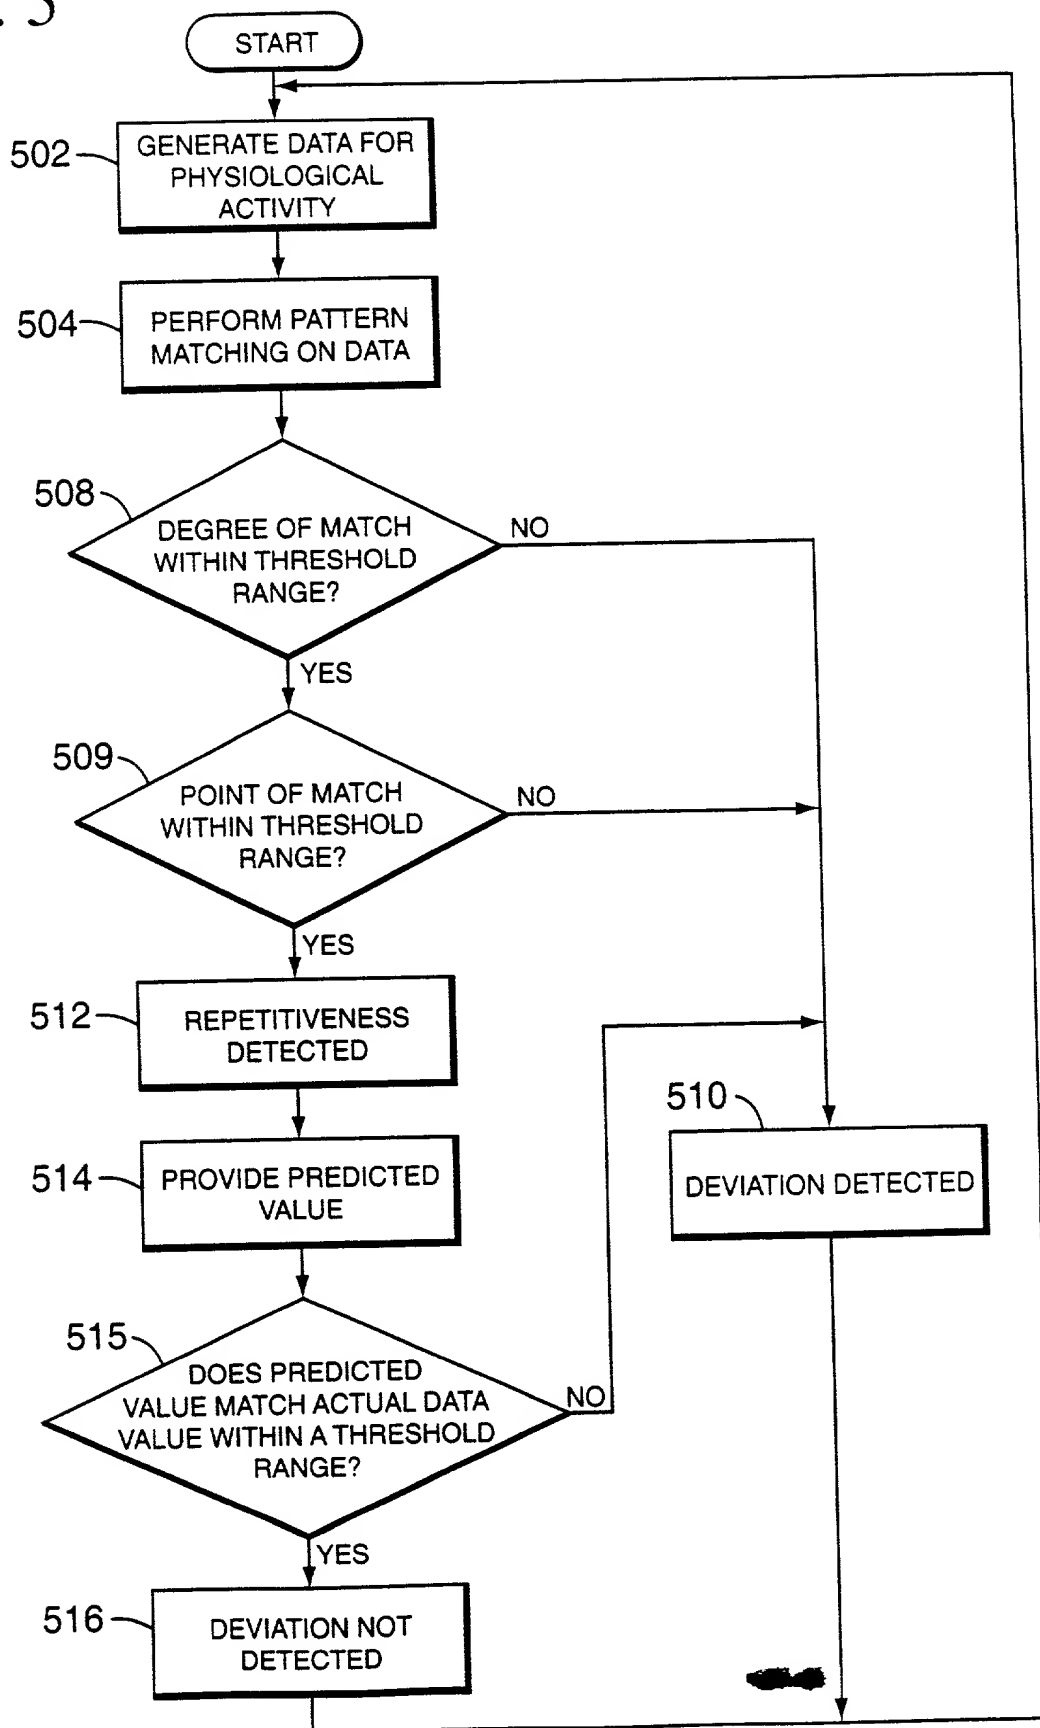 . 5
START
502
GENERATE DATA FOR
PHYSIOLOGICAL
ACTIVITY
504
PERFORM PATTERN
MATCHING ON DATA
508
DEGREE OF MATCH
WITHIN THRESHOLD
RANGE?
NO
YES
509
POINT OF MATCH
WITHIN THRESHOLD
RANGE?
NO
YES
512
REPETITIVENESS
DETECTED
510
DEVIATION DETECTED
514
PROVIDE PREDICTED
VALUE
515
DOES PREDICTED
VALUE MATCH ACTUAL DATA
VALUE WITHIN A THRESHOLD
RANGE?
NO
YES
516
DEVIATION NOT
DETECTED